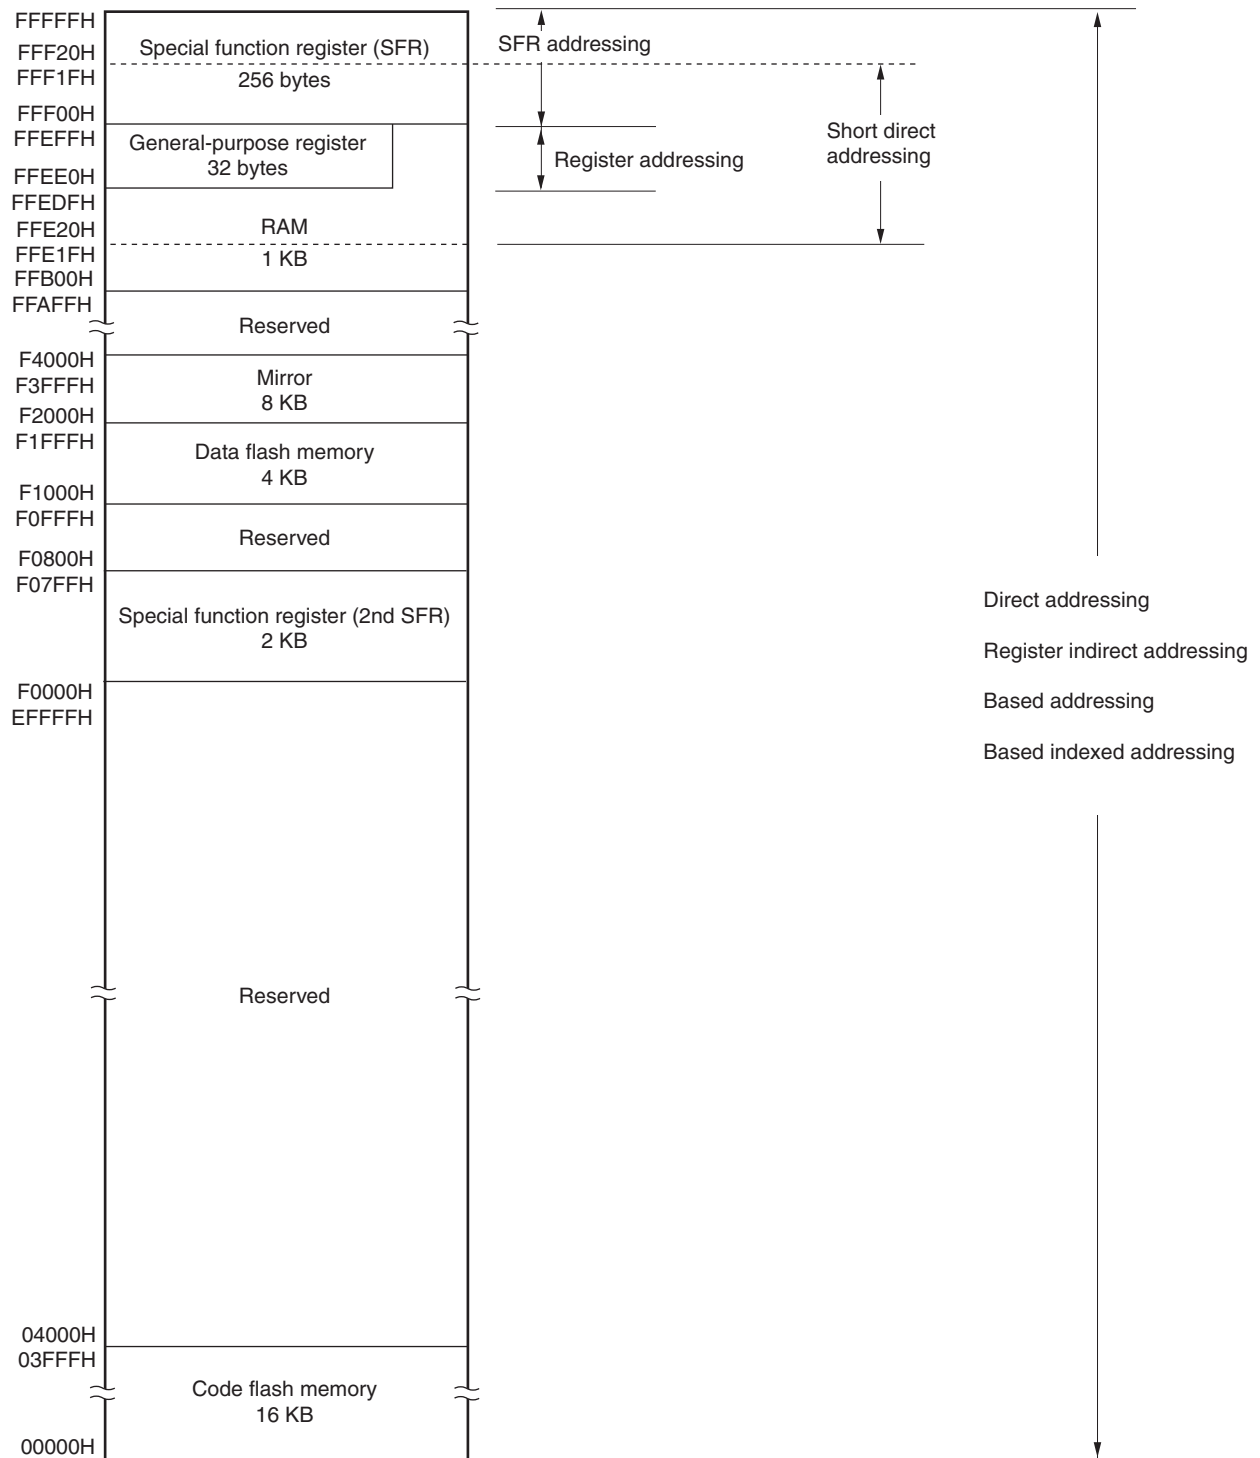 FFFFFH
FFF20H
FFF1FH
FFF00H
FFEFFH
FFEE0H
FFEDFH
FFE20H
FFE1FH
FFB00H
FFAFFH
F4000H
F3FFFH
F2000H
F1FFFH
F1000H
F0FFFH
F0800H
F07FFH
F0000H
EFFFFH
04000H
03FFFH
00000H
Special function register (SFR)
256 bytes
General-purpose register
32 bytes
RAM
1 KB
Reserved
Mirror
8 KB
Data flash memory
4 KB
Reserved
Special function register (2nd SFR)
2 KB
Reserved
Code flash memory
16 KB
SFR addressing
Register addressing
Short direct
addressing
Direct addressing
Register indirect addressing
Based addressing
Based indexed addressing